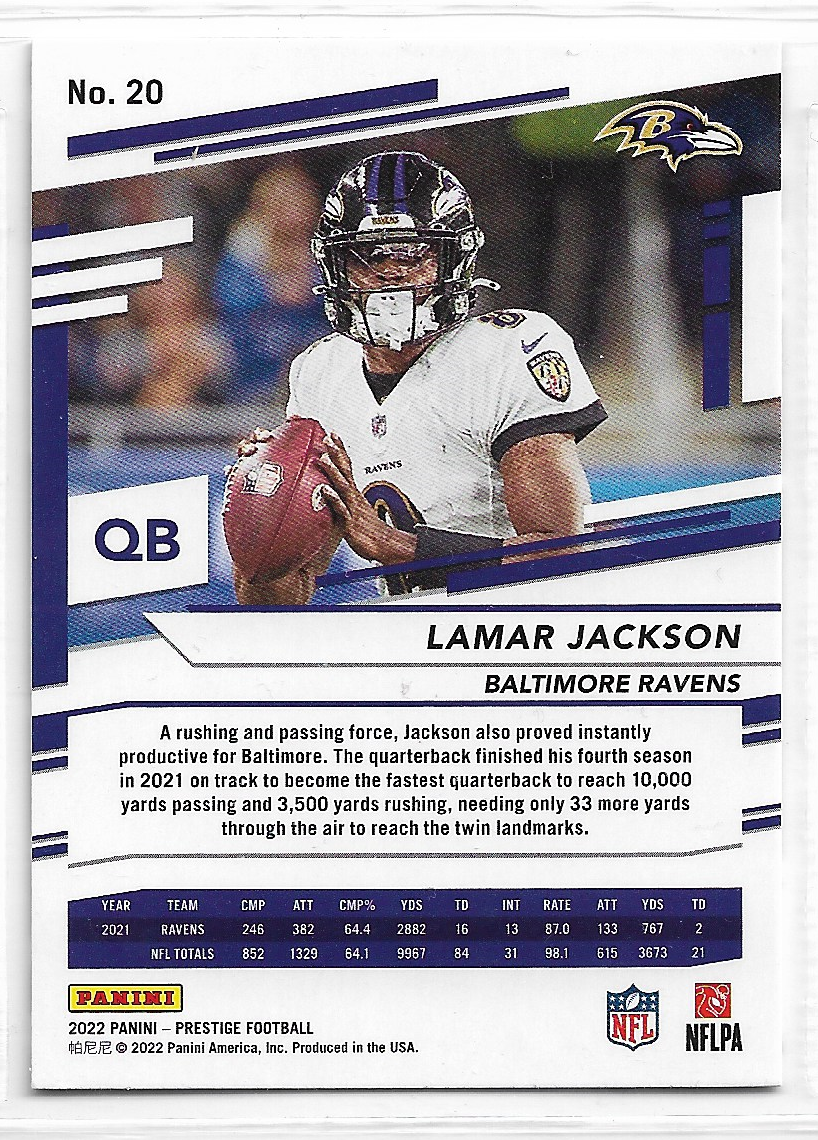 No. 20
B
RAVENS
RAVENS
QB
LAMAR JACKSON
BALTIMORE RAVENS
A rushing and passing force, Jackson also proved instantly
productive for Baltimore. The quarterback finished his fourth season
in 2021 on track to become the fastest quarterback to reach 10,000
yards passing and 3,500 yards rushing, needing only 33 more yards
through the air to reach the twin landmarks.
YEAR TEAM CMP ATT CMP% YDS TD INT RATE ATT YDS TD
2021 RAVENS 246 382 64.4 2882 16 13 87.0 133 767 2
NFL TOTALS 852 1329 64.1 9967 84 31 98.1 615 3673 21
PANINI
2022 PANINI – PRESTIGE FOOTBALL
帕尼尼 © 2022 Panini America, Inc. Produced in the USA.
NFL
NFLPA